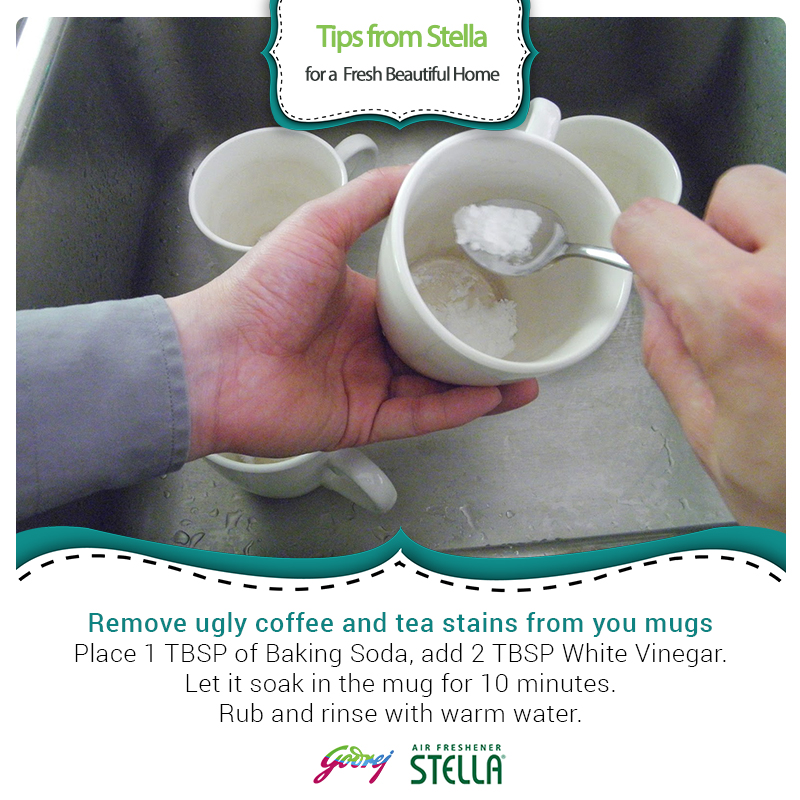 Tips from Stella
for a Fresh Beautiful Home
Remove ugly coffee and tea stains from you mugs
Place 1 TBSP of Baking Soda, add 2 TBSP White Vinegar.
Let it soak in the mug for 10 minutes.
Rub and rinse with warm water.
Godrej
AIR FRESHENER
STELLA